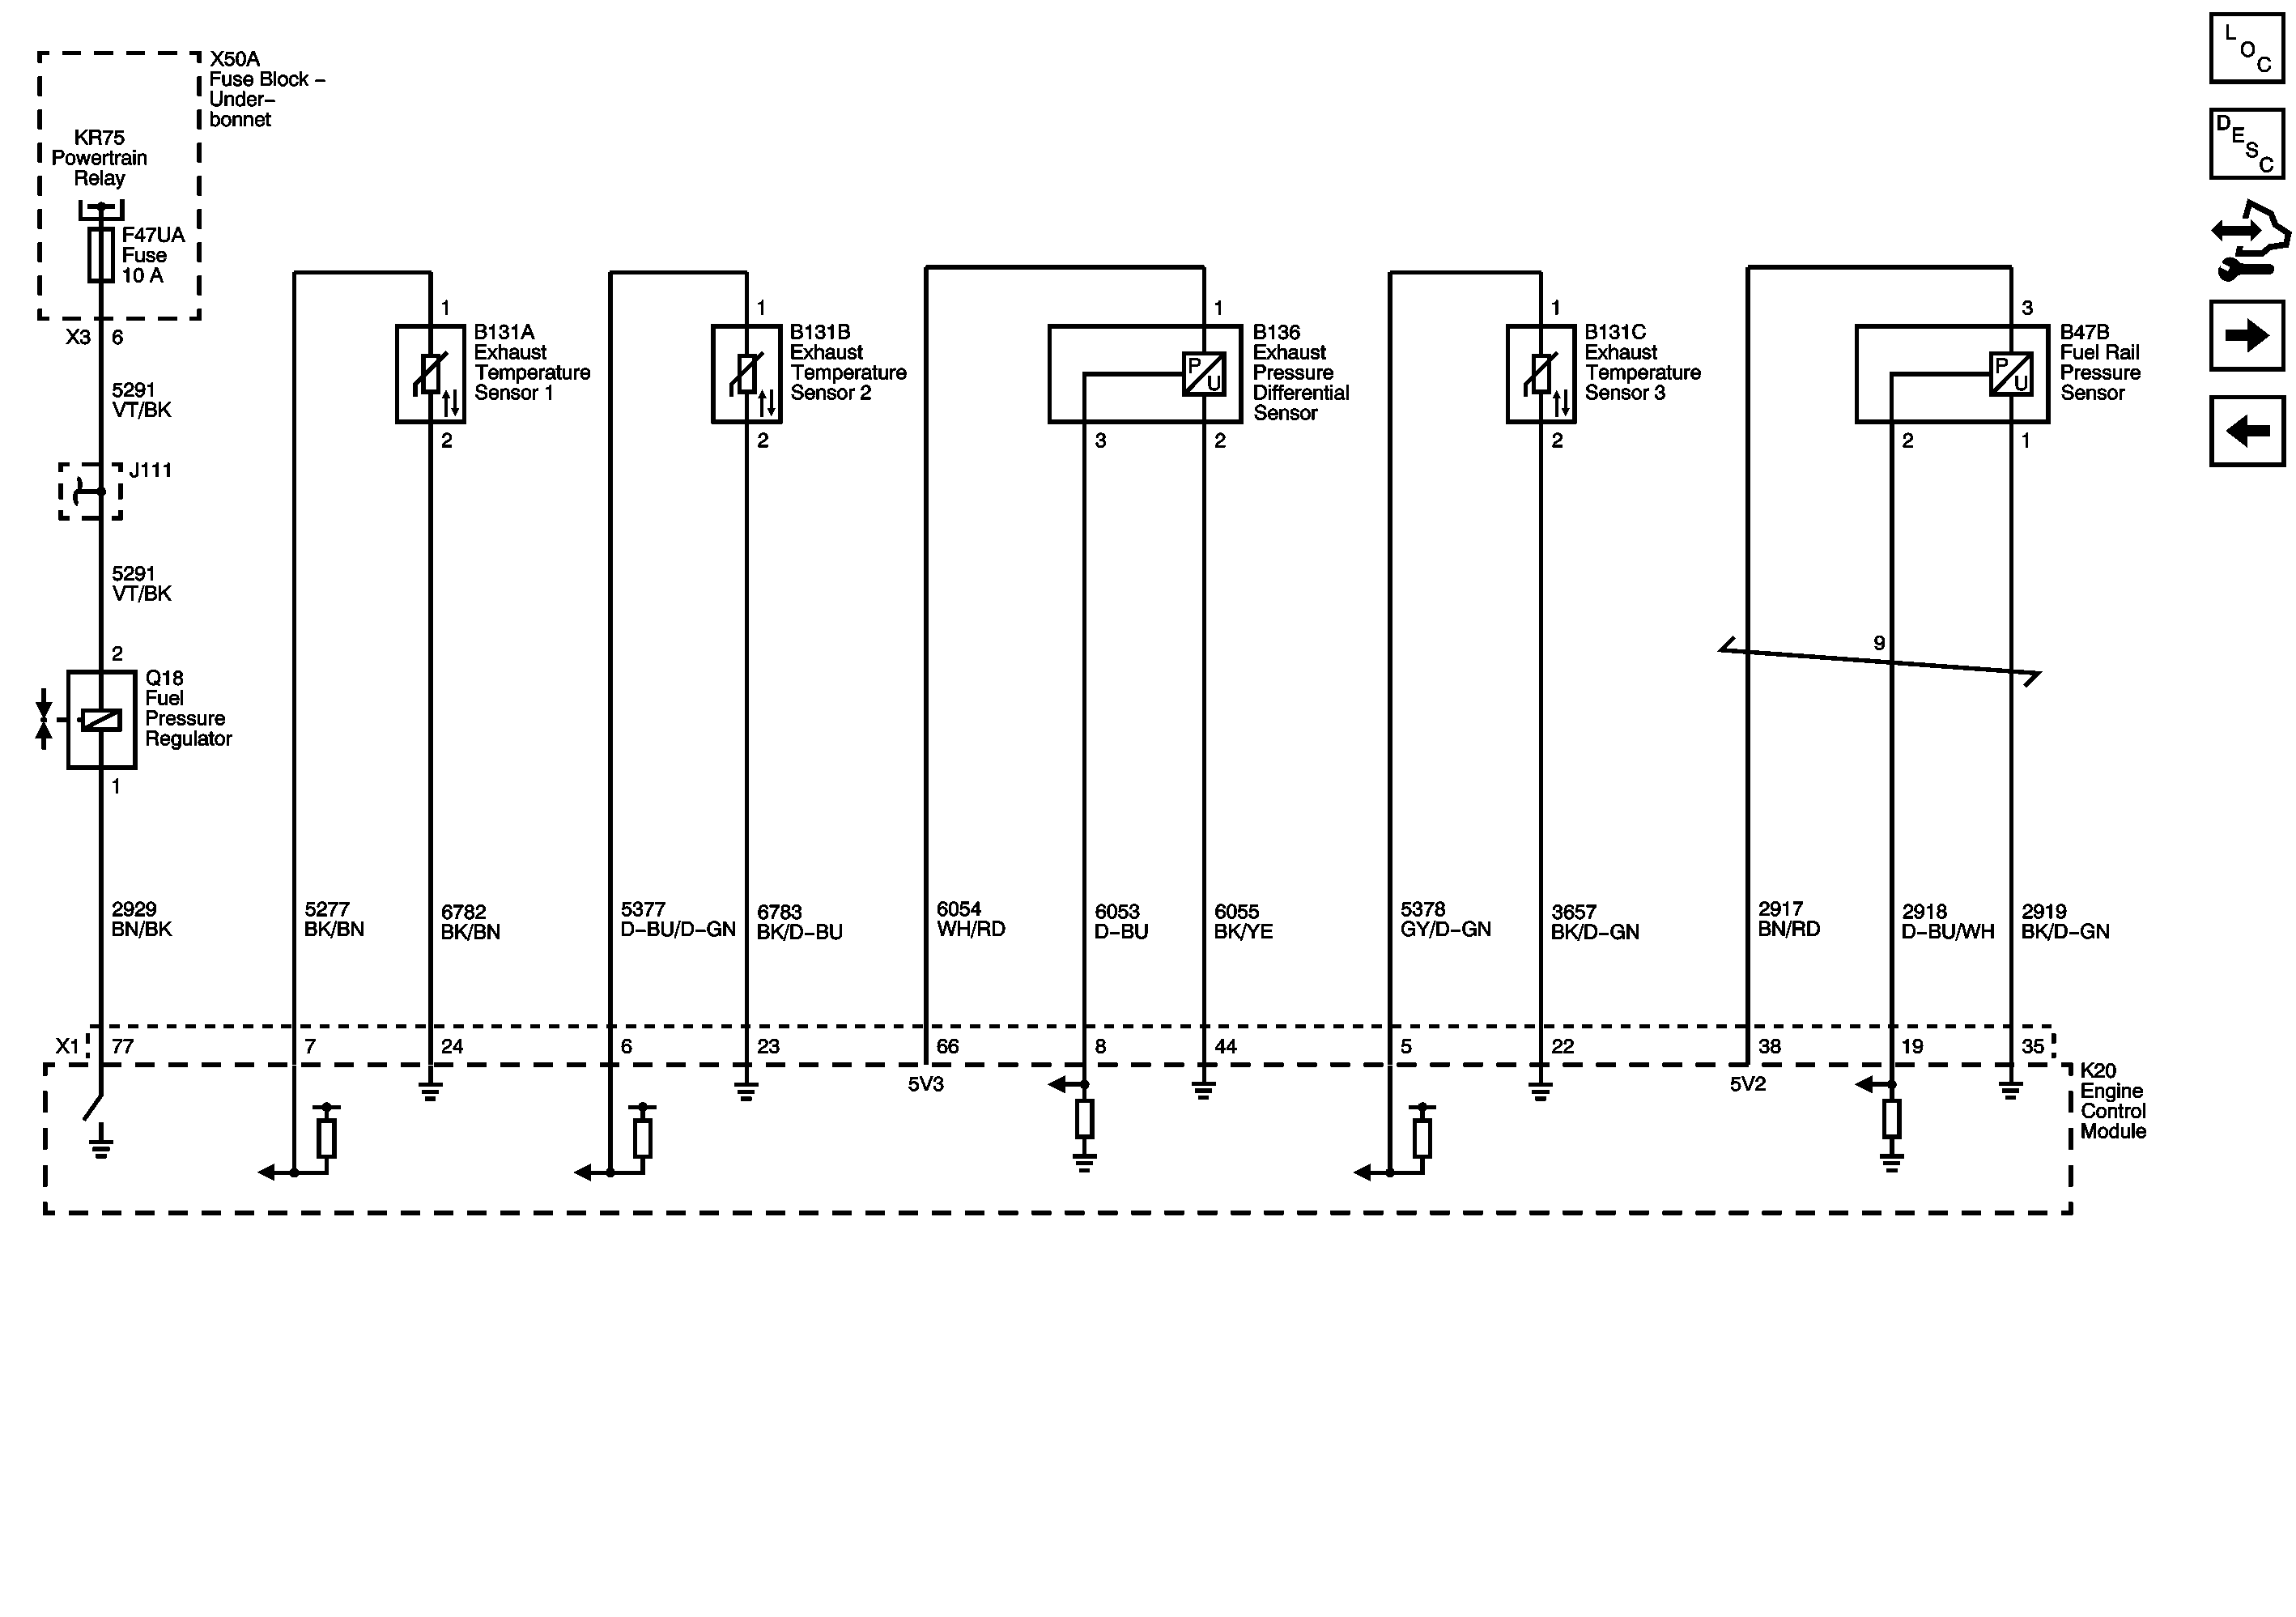 X50A
Fuse Block –
Under–
bonnet
KR75
Powertrain
Relay
F47UA
Fuse
10 A
X3
6
5291
VT/BK
J111
5291
VT/BK
2
Q18
Fuel
Pressure
Regulator
1
2929
BN/BK
1
B131A
Exhaust
Temperature
Sensor 1
2
5277
BK/BN
6782
BK/BN
1
B131B
Exhaust
Temperature
Sensor 2
2
5377
D–BU/D–GN
6783
BK/D–BU
1
B136
Exhaust
Pressure
Differential
Sensor
P
U
3
2
6054
WH/RD
6053
D–BU
6055
BK/YE
1
B131C
Exhaust
Temperature
Sensor 3
2
5378
GY/D–GN
3657
BK/D–GN
3
B47B
Fuel Rail
Pressure
Sensor
P
U
2
1
9
2917
BN/RD
2918
D–BU/WH
2919
BK/D–GN
X1
77
7
24
6
23
66
8
44
5
22
38
19
35
5V3
5V2
K20
Engine
Control
Module
LOC
DESC